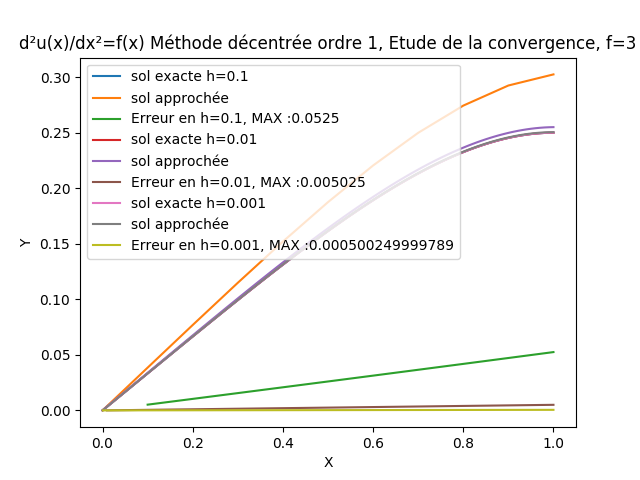 d²u(x)/dx²=f(x) Méthode décentrée ordre 1, Etude de la convergence, f=3
sol exacte h=0.1
sol approchée
Erreur en h=0.1, MAX :0.0525
sol exacte h=0.01
sol approchée
Erreur en h=0.01, MAX :0.005025
sol exacte h=0.001
sol approchée
Erreur en h=0.001, MAX :0.000500249999789
0.30
0.25
0.20
0.15
0.10
0.05
0.00
Y
0.0 0.2 0.4 0.6 0.8 1.0
X